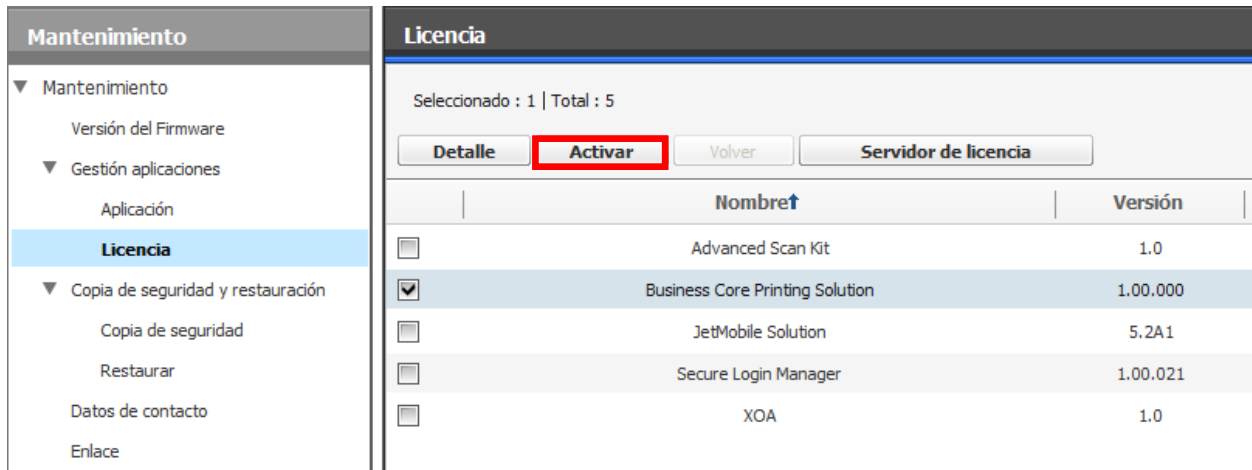 Mantenimiento
Mantenimiento
Versión del Firmware
Gestión aplicaciones
Aplicación
Licencia
Copia de seguridad y restauración
Copia de seguridad
Restaurar
Datos de contacto
Enlace
Licencia
Seleccionado : 1 | Total : 5
Detalle Activar Volver Servidor de licencia
Nombre Versión
Advanced Scan Kit 1.0
Business Core Printing Solution 1.00.000
JetMobile Solution 5.2A1
Secure Login Manager 1.00.021
XOA 1.0